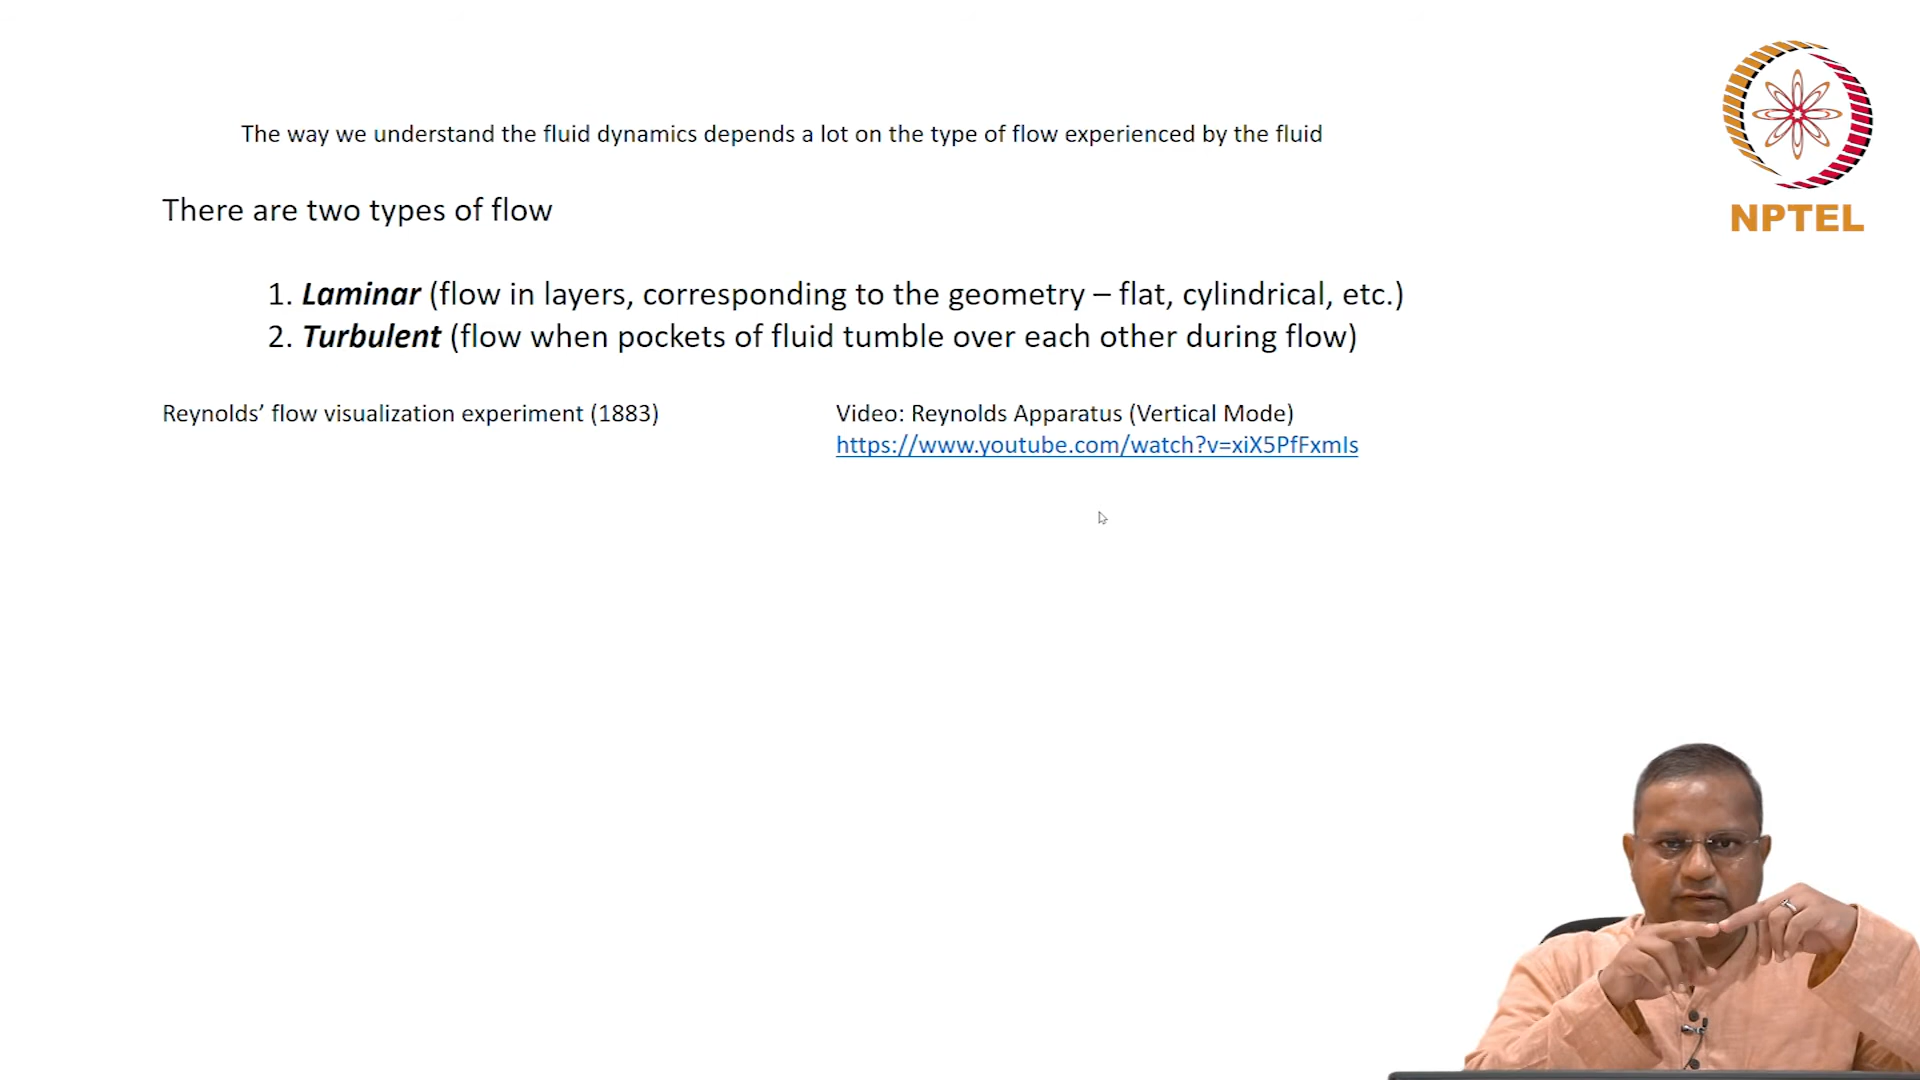 The way we understand the fluid dynamics depends a lot on the type of flow experienced by the fluid
There are two types of flow
1. Laminar (flow in layers, corresponding to the geometry – flat, cylindrical, etc.)
2. Turbulent (flow when pockets of fluid tumble over each other during flow)
Reynolds’ flow visualization experiment (1883)
Video: Reynolds Apparatus (Vertical Mode)
https://www.youtube.com/watch?v=xiX5PfFxmIs
NPTEL